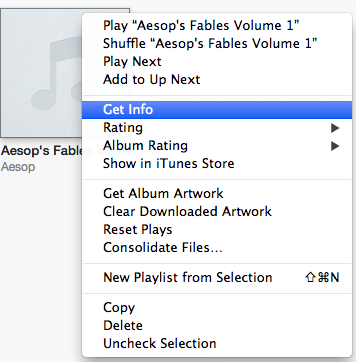 Play “Aesop's Fables Volume 1”
Shuffle “Aesop's Fables Volume 1”
Play Next
Add to Up Next
Get Info
Rating
Album Rating
Show in iTunes Store
Get Album Artwork
Clear Downloaded Artwork
Reset Plays
Consolidate Files…
New Playlist from Selection ⇧⌘N
Copy
Delete
Uncheck Selection
Aesop's Fables
Aesop